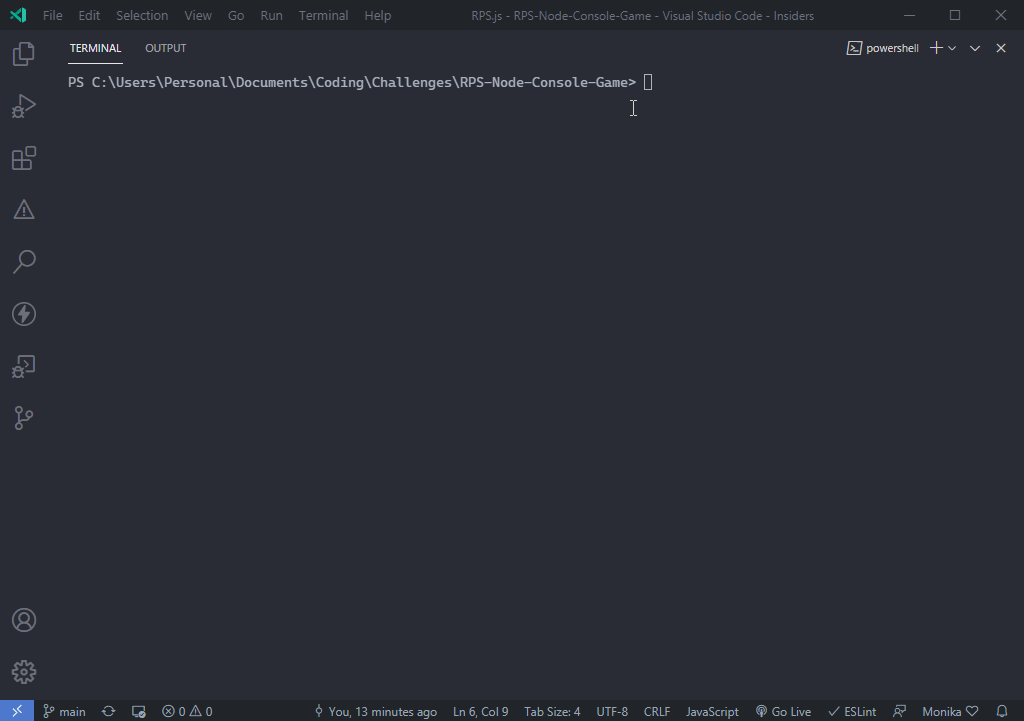 File Edit Selection View Go Run Terminal Help RPS.js - RPS-Node-Console-Game - Visual Studio Code - Insiders
TERMINAL OUTPUT powershell
PS C:\Users\Personal\Documents\Coding\Challenges\RPS-Node-Console-Game>
main 0 0 You, 13 minutes ago Ln 6, Col 9 Tab Size: 4 UTF-8 CRLF JavaScript Go Live ESLint Monika